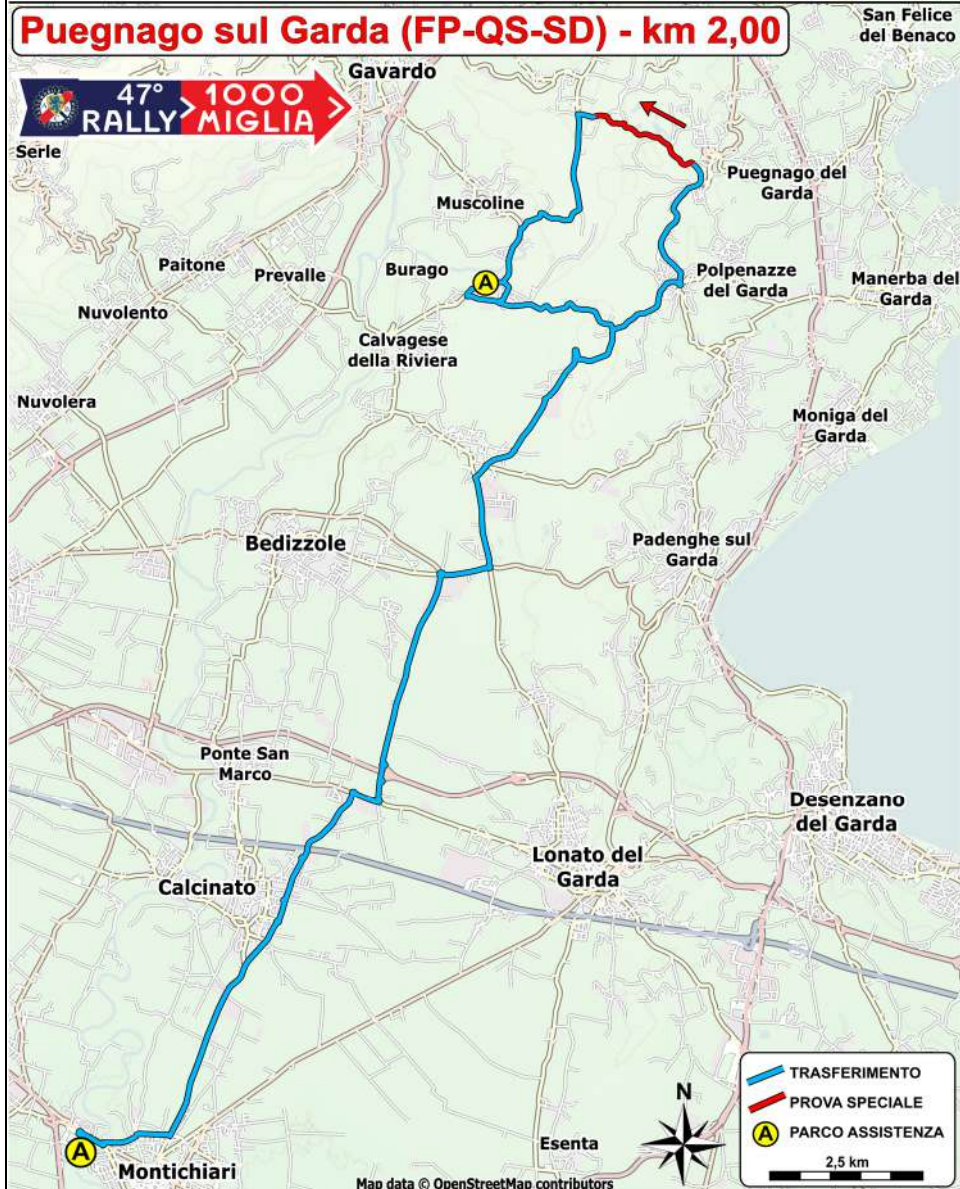 Puegnago sul Garda (FP-QS-SD) - km 2,00
San Felice
del Benaco
47°
RALLY
1000
MIGLIA
Gavardo
Serle
Puegnago del
Garda
Muscoline
Paitone
Prevalle
Burago
A
Polpenazze
del Garda
Manerba del
Garda
Nuvolento
Calvagese
della Riviera
Nuvolera
Moniga del
Garda
Bedizzole
Padenghe sul
Garda
Ponte San
Marco
Desenzano
del Garda
Lonato del
Garda
Calcinato
A
Montichiari
Esenta
N
TRASFERIMENTO
PROVA SPECIALE
A PARCO ASSISTENZA
2,5 km
Map data © OpenStreetMap contributors